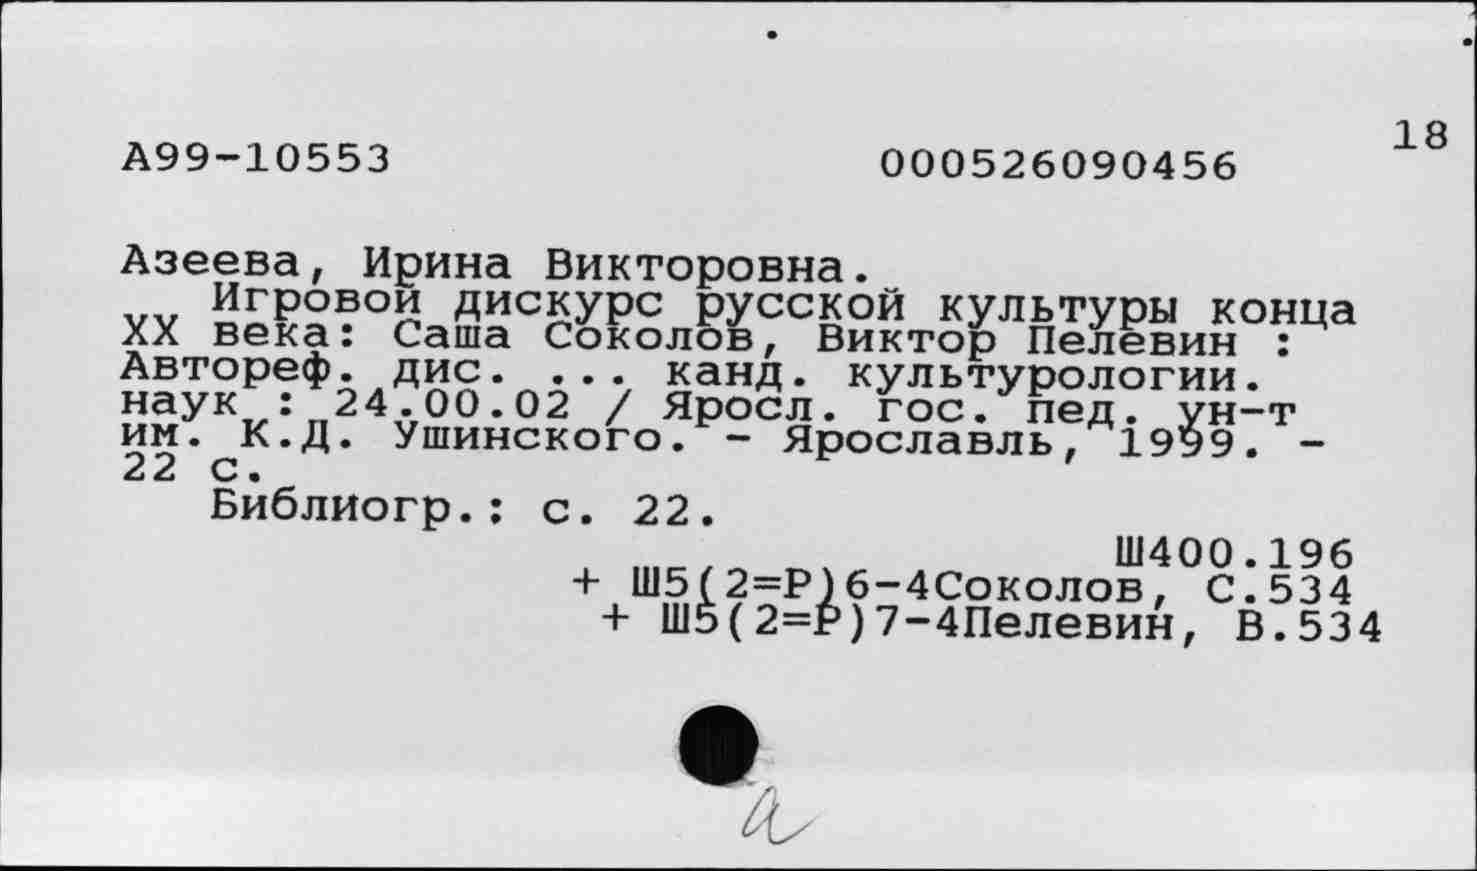 18
А99-10553 000526090456
Азеева, Ирина Викторовна.
Игровой дискурс русской культуры конца
XX века: Саша Соколов, Виктор Пелевин :
Автореф. дис. ... канд. культурологии.
наук : 24.00.02 / Яросл. гос. пед. ун-т
им. К.Д. Ушинского. - Ярославль, 1999. -
22 с.
Библиогр.: с. 22.
Ш400.196
+ Ш5(2=Р)6-4Соколов, С.534
+ Ш5(2=Р)7-4Пелевин, В.534
а